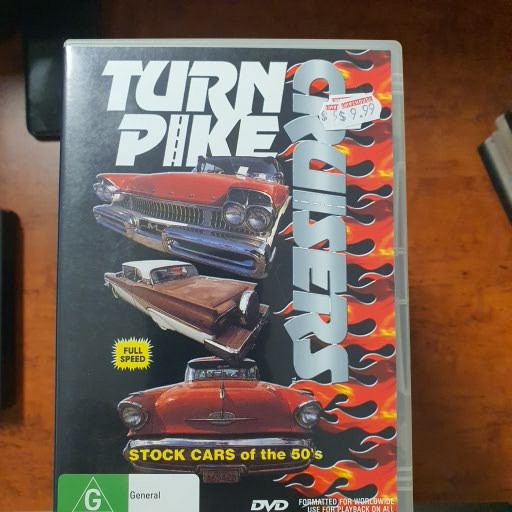 TURN
PIKE
CRUISERS
$ 9.99
FULL
SPEED
STOCK CARS of the 50's
G
General
DVD
FORMATTED FOR WORLDWIDE
USE FOR PLAYBACK ON ALL